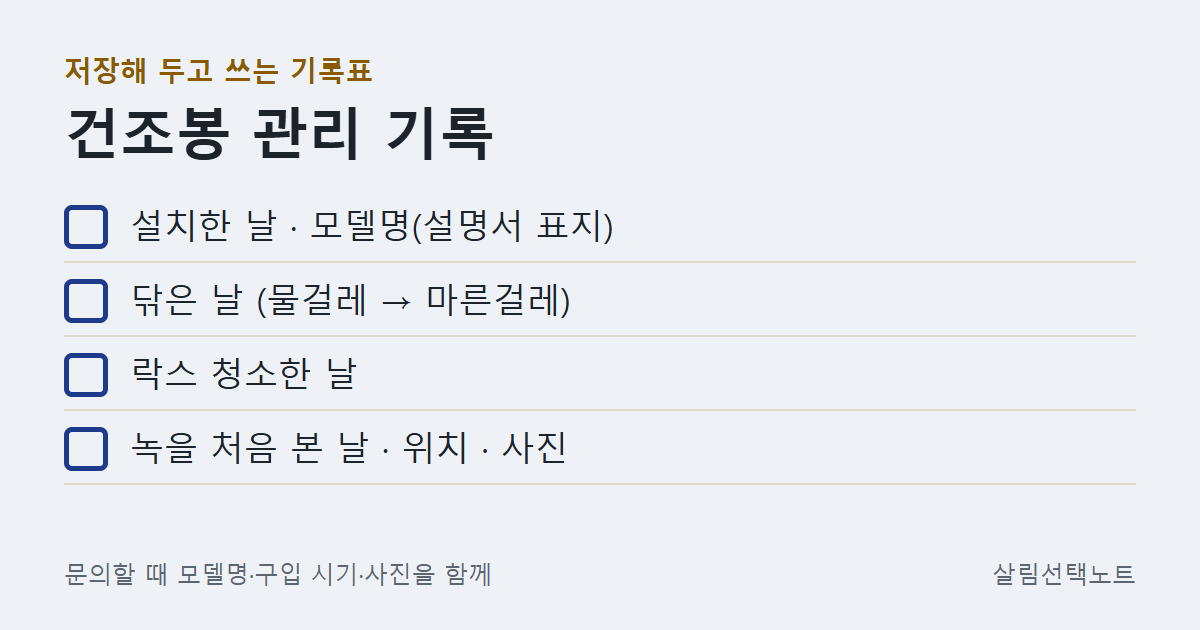 저장해 두고 쓰는 기록표
건조봉 관리 기록
설치한 날 · 모델명(설명서 표지)
닦은 날 (물걸레 → 마른걸레)
락스 청소한 날
녹을 처음 본 날 · 위치 · 사진
문의할 때 모델명·구입 시기·사진을 함께
살림선택노트